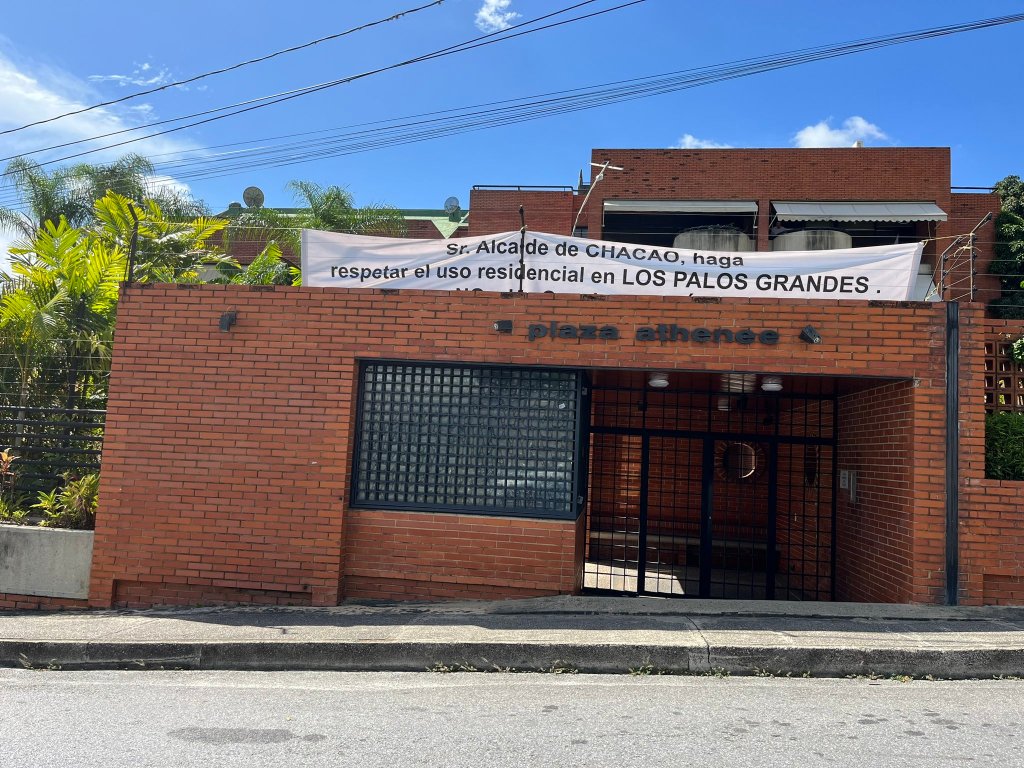 Sr. Alcalde de CHACAO, haga
respetar el uso residencial en LOS PALOS GRANDES .
plaza athenee